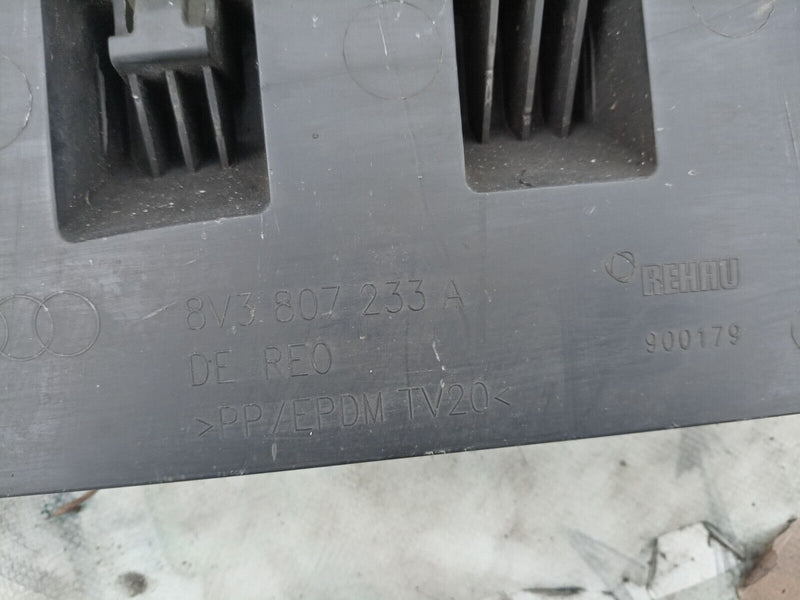 8V3 807 233 A
DE REO
>PP/EPDM TV20<
REHAU
900179